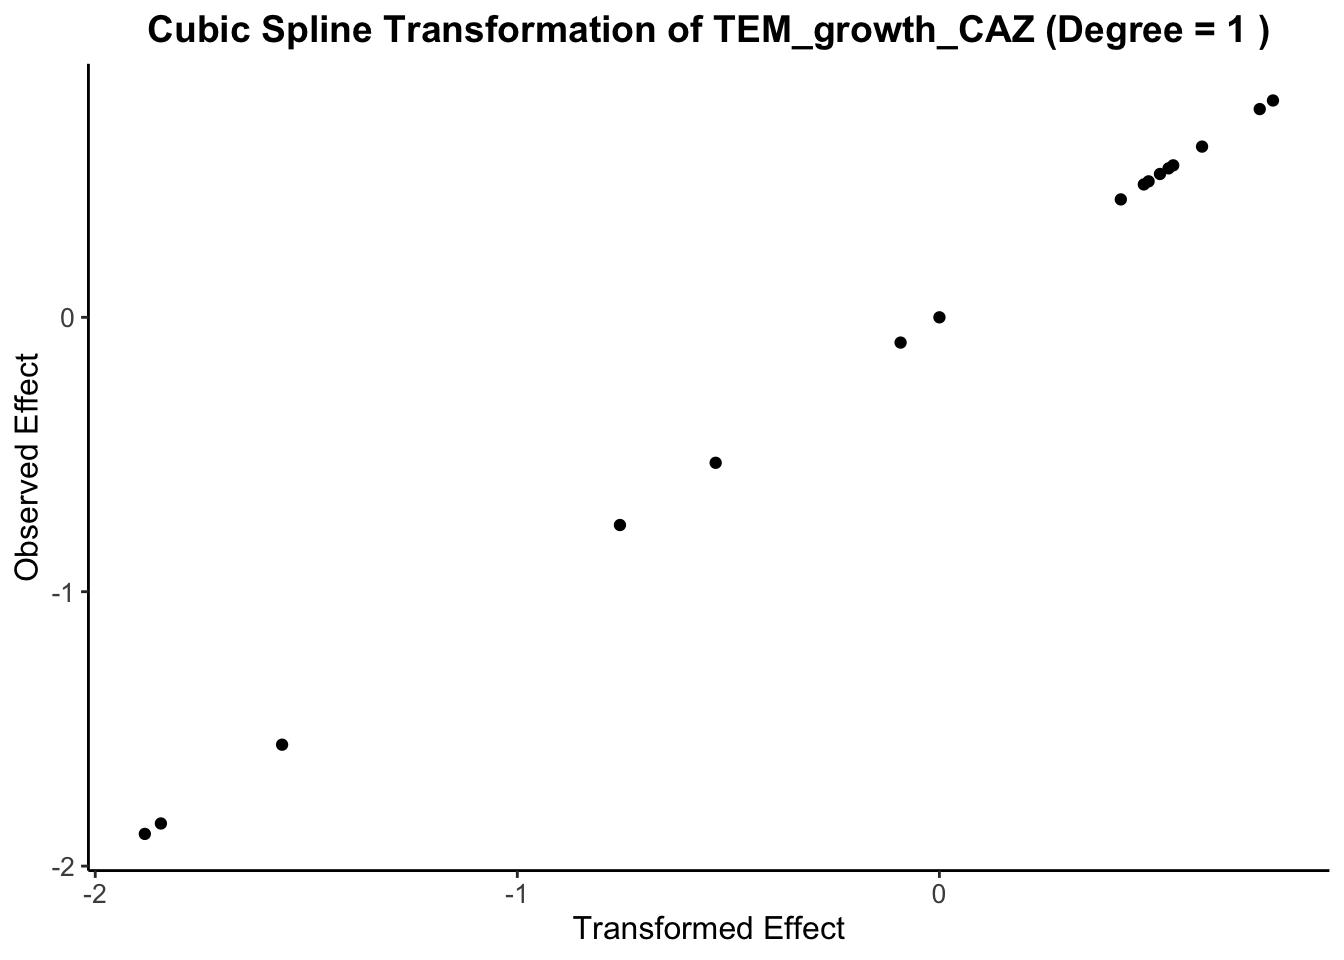 Cubic Spline Transformation of TEM_growth_CAZ (Degree = 1 )
Observed Effect
0
-1
-2
-2
-1
0
Transformed Effect